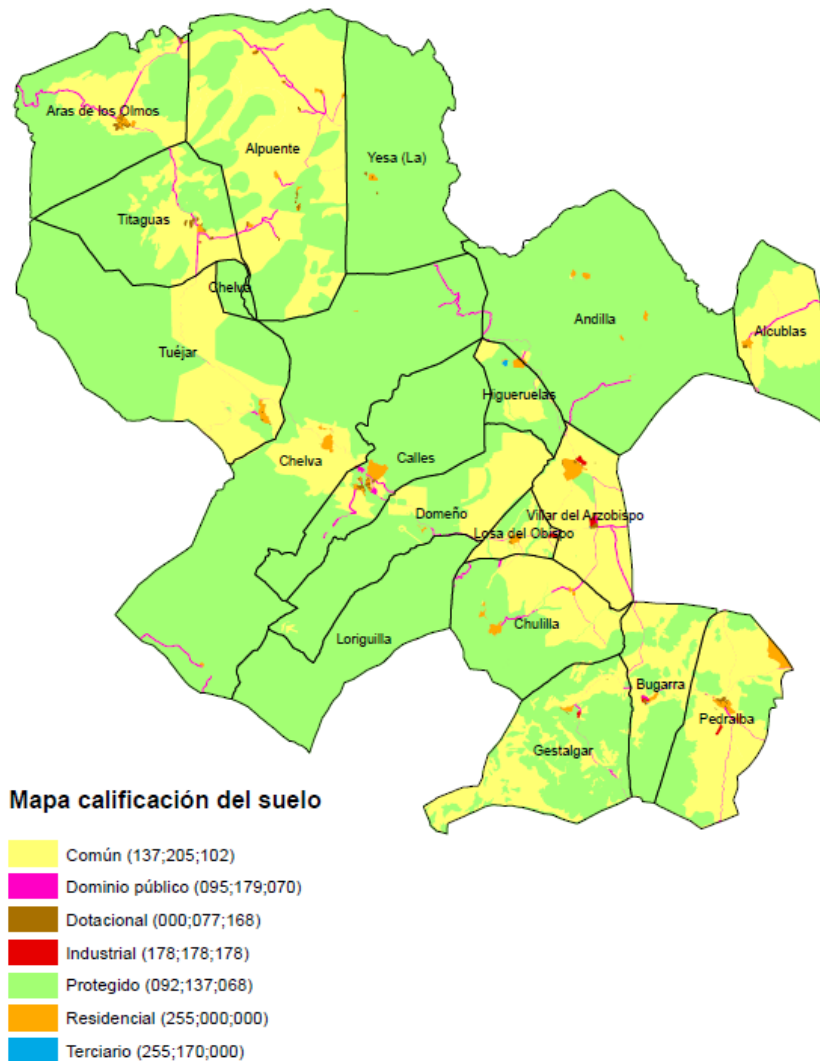 Aras de los Olmos
Alpuente
Yesa (La)
Titaguas
Chelva
Andilla
Alcublas
Tuéjar
Higueruelas
Chelva
Calles
Domeño
Villar del Arzobispo
Losa del Obispo
Chulilla
Loriguilla
Bugarra
Pedralba
Gestalgar
Mapa calificación del suelo
Común (137;205;102)
Dominio público (095;179;070)
Dotacional (000;077;168)
Industrial (178;178;178)
Protegido (092;137;068)
Residencial (255;000;000)
Terciario (255;170;000)